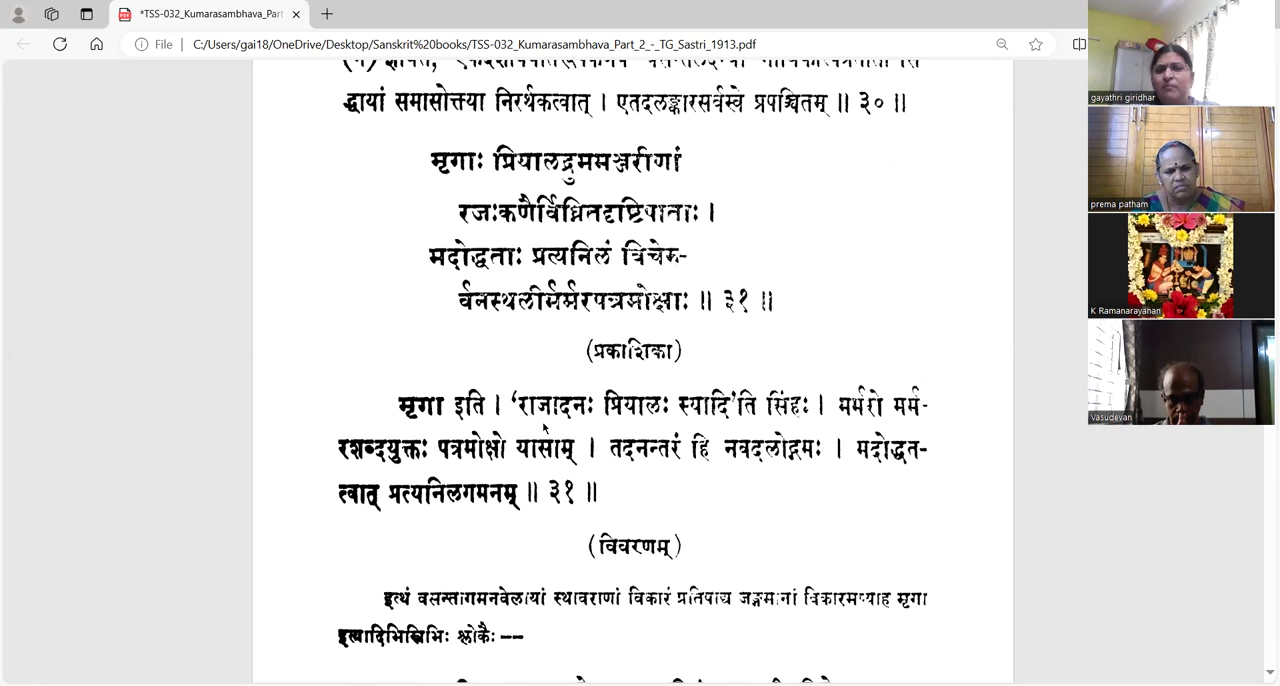 *TSS-032_Kumarasambhava_Part
File
C:/Users/gai18/OneDrive/Desktop/Sanskrit%20books/TSS-032_Kumarasambhava_Part_2_-_TG_Sastri_1913.pdf
द्धायां समासोत्तया निरर्थकत्वात् । एतदलङ्कारसर्वस्वे प्रपञ्चितम् ॥ ३० ॥
मृगाः प्रियालद्रुममञ्जरीणां
रजःकणैर्विघ्नितदृष्टिपाताः ।
मदोद्धताः प्रत्यनिलं विचेरु-
र्वनस्थलीर्मर्मरपत्रमोक्षाः ॥ ३१ ॥
(प्रकाशिका)
मृगा इति । 'राजादनः प्रियालः स्यादि'ति सिंहः । मर्मरो मर्म-
रशब्दयुक्तः पत्रमोक्षो यासाम् । तदनन्तरं हि नवदलोद्गमः । मदोद्धत-
त्वात् प्रत्यनिलगमनम् ॥ ३१ ॥
(विवरणम्)
इत्थं वसन्तागमनवेलायां स्थावराणां विकारं प्रतिपाद्य जङ्गमानां विकारमप्याह मृगा
इत्यादिभिस्त्रिभिः श्लोकैः --
gayathri giridhar
prema patham
K Ramanarayanan
Vasudevan